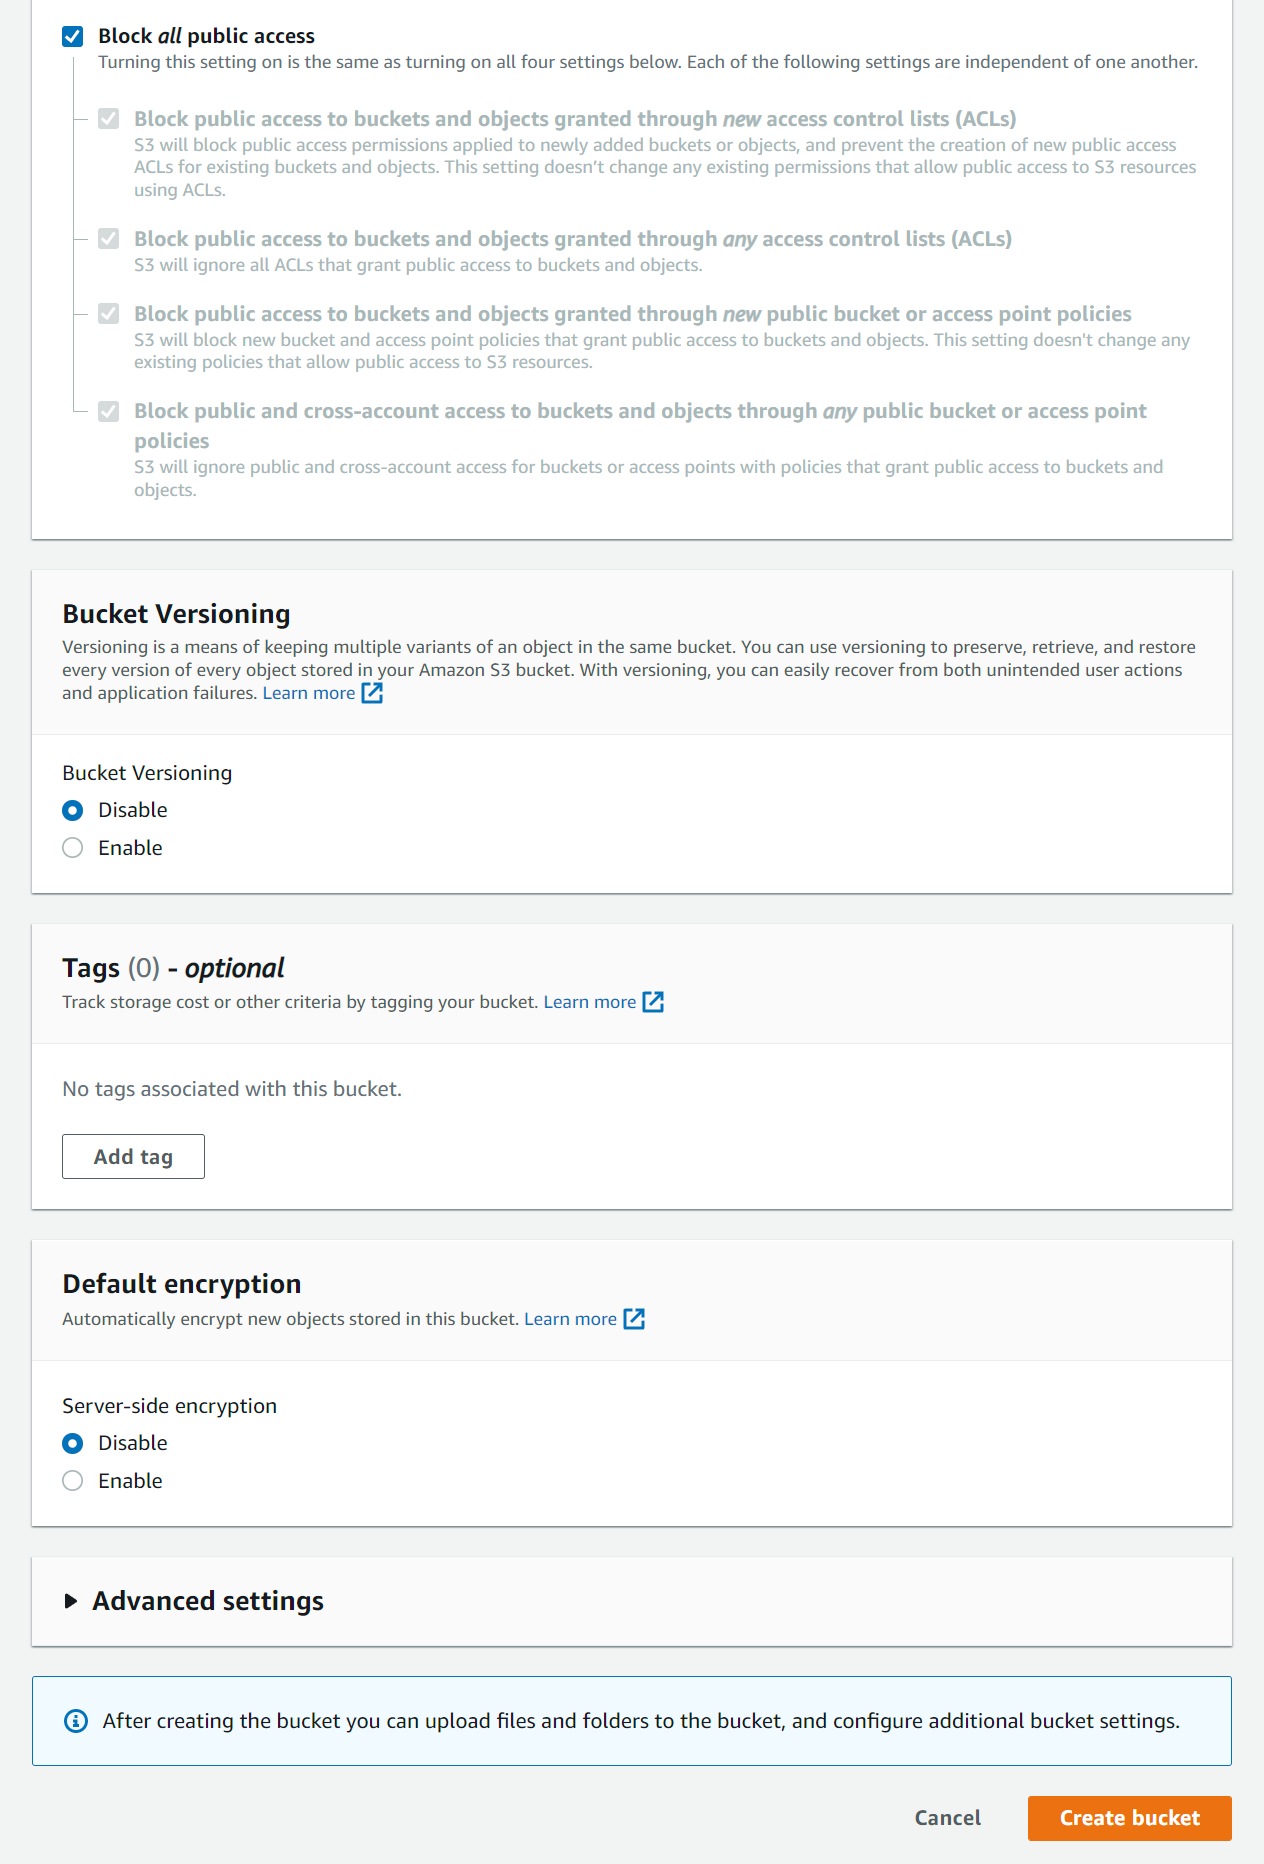 Block all public access
Turning this setting on is the same as turning on all four settings below. Each of the following settings are independent of one another.
Block public access to buckets and objects granted through new access control lists (ACLs)
S3 will block public access permissions applied to newly added buckets or objects, and prevent the creation of new public access
ACLs for existing buckets and objects. This setting doesn't change any existing permissions that allow public access to S3 resources
using ACLs.
Block public access to buckets and objects granted through any access control lists (ACLs)
S3 will ignore all ACLs that grant public access to buckets and objects.
Block public access to buckets and objects granted through new public bucket or access point policies
S3 will block new bucket and access point policies that grant public access to buckets and objects. This setting doesn't change any
existing policies that allow public access to S3 resources.
Block public and cross-account access to buckets and objects through any public bucket or access point
policies
S3 will ignore public and cross-account access for buckets or access points with policies that grant public access to buckets and
objects.
Bucket Versioning
Versioning is a means of keeping multiple variants of an object in the same bucket. You can use versioning to preserve, retrieve, and restore
every version of every object stored in your Amazon S3 bucket. With versioning, you can easily recover from both unintended user actions
and application failures. Learn more
Bucket Versioning
Disable
Enable
Tags (0) - optional
Track storage cost or other criteria by tagging your bucket. Learn more
No tags associated with this bucket.
Add tag
Default encryption
Automatically encrypt new objects stored in this bucket. Learn more
Server-side encryption
Disable
Enable
Advanced settings
After creating the bucket you can upload files and folders to the bucket, and configure additional bucket settings.
Cancel
Create bucket